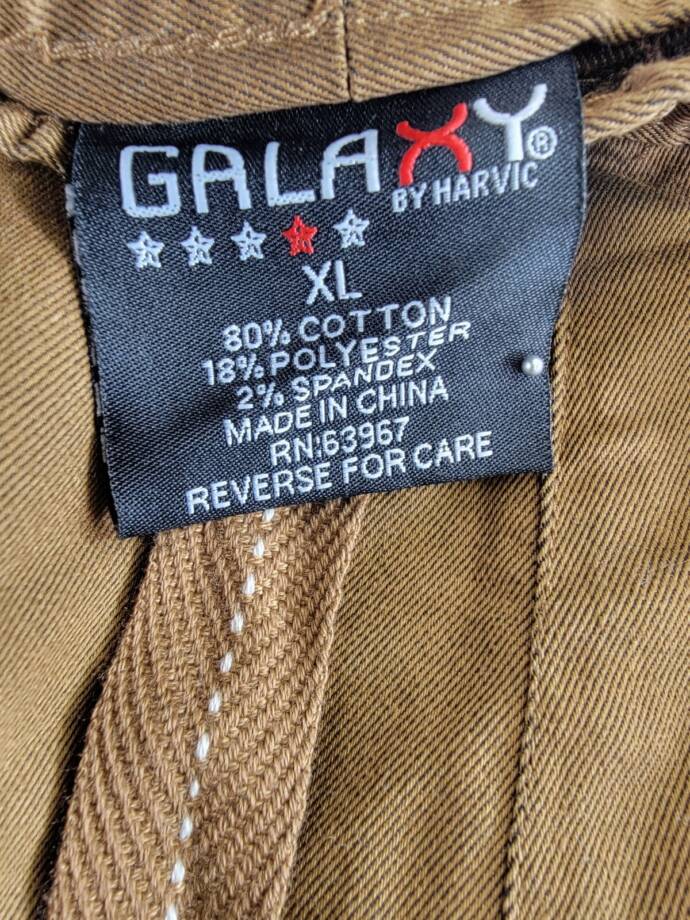 GALAXY®
BY HARVIC
XL
80% COTTON
18% POLYESTER
2% SPANDEX
MADE IN CHINA
RN:63967
REVERSE FOR CARE